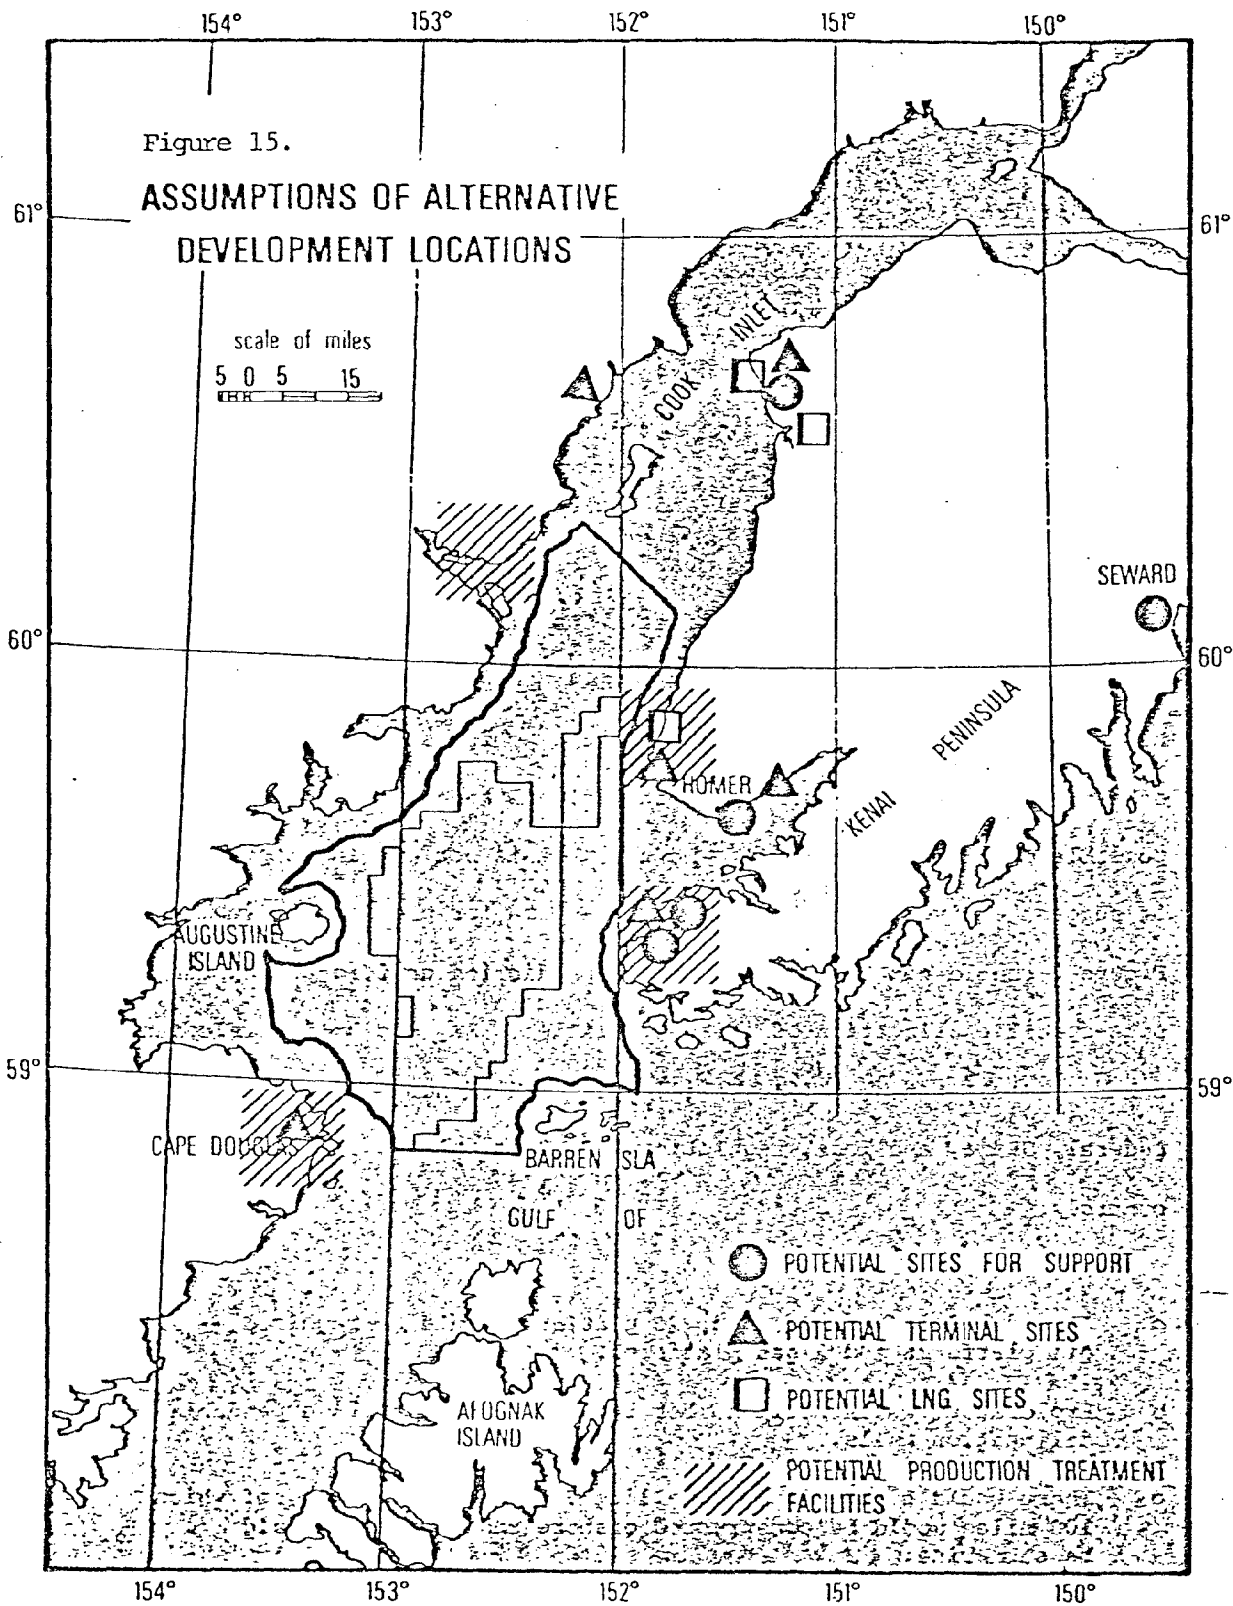 154° 153° 152° 151° 150°
Figure 15.
ASSUMPTIONS OF ALTERNATIVE
DEVELOPMENT LOCATIONS
61° 61°
scale of miles
5 0 5 15
COOK INLET
SEWARD
60° 60°
KENAI PENINSULA
HOMER
AUGUSTINE
ISLAND
59° 59°
CAPE DOUGLAS
BARREN ISLA
GULF OF
POTENTIAL SITES FOR SUPPORT
POTENTIAL TERMINAL SITES
POTENTIAL LNG SITES
AFOGNAK
ISLAND
POTENTIAL PRODUCTION TREATMENT
FACILITIES
154° 153° 152° 151° 150°